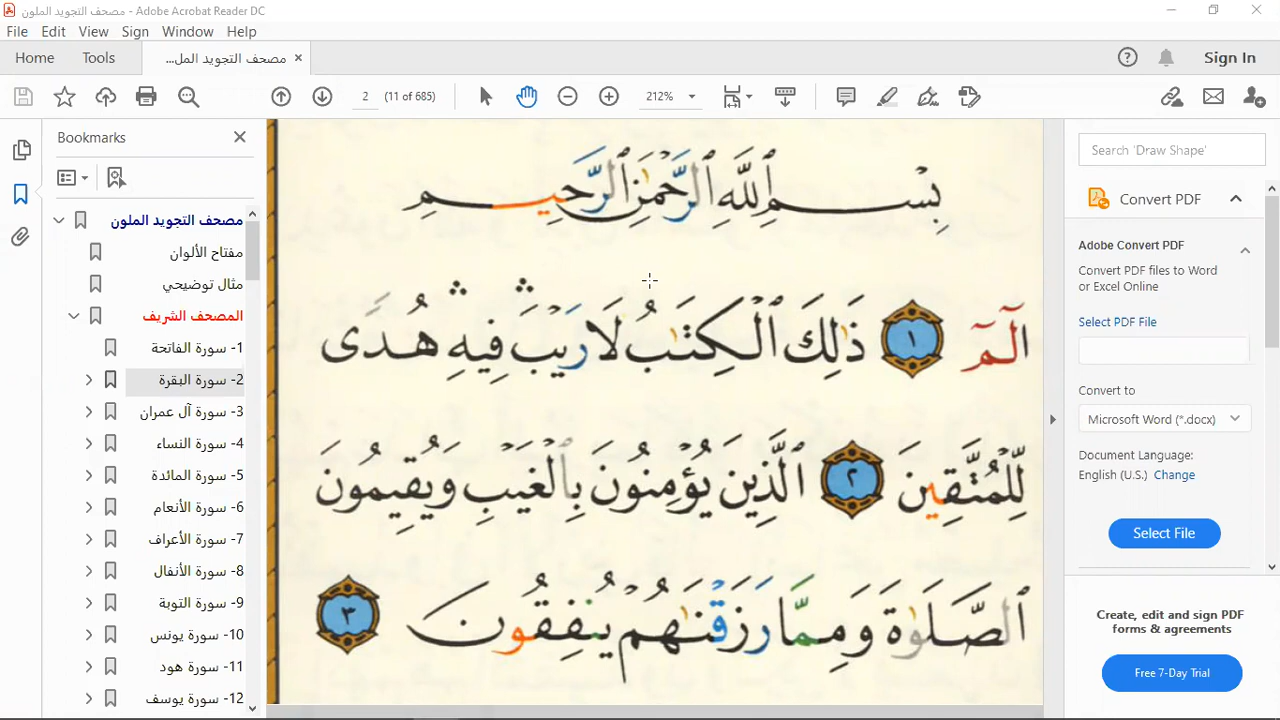 مصحف التجويد الملون - Adobe Acrobat Reader DC
File Edit View Sign Window Help
Home Tools مصحف التجويد المل... × Sign In
2 (11 of 685) 212%
Bookmarks
مصحف التجويد الملون
مفتاح الألوان
مثال توضيحي
المصحف الشريف
1- سورة الفاتحة
2- سورة البقرة
3- سورة آل عمران
4- سورة النساء
5- سورة المائدة
6- سورة الأنعام
7- سورة الأعراف
8- سورة الأنفال
9- سورة التوبة
10- سورة يونس
11- سورة هود
12- سورة يوسف
بِسْمِ ٱللَّهِ ٱلرَّحْمَٰنِ ٱلرَّحِيمِ
الٓمٓ ١ ذَٰلِكَ ٱلْكِتَٰبُ لَا رَيْبَ ۛ فِيهِ ۛ هُدًى
لِّلْمُتَّقِينَ ٢ ٱلَّذِينَ يُؤْمِنُونَ بِٱلْغَيْبِ وَيُقِيمُونَ
ٱلصَّلَوٰةَ وَمِمَّا رَزَقْنَٰهُمْ يُنفِقُونَ ٣
Search 'Draw Shape'
Convert PDF
Adobe Convert PDF
Convert PDF files to Word
or Excel Online
Select PDF File
Convert to
Microsoft Word (*.docx)
Document Language:
English (U.S.) Change
Select File
Create, edit and sign PDF
forms & agreements
Free 7-Day Trial